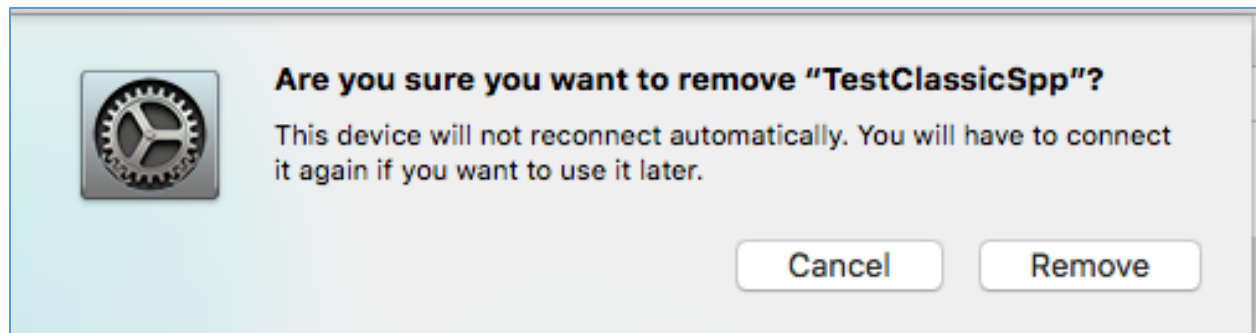 Are you sure you want to remove “TestClassicSpp”?
This device will not reconnect automatically. You will have to connect
it again if you want to use it later.
Cancel
Remove